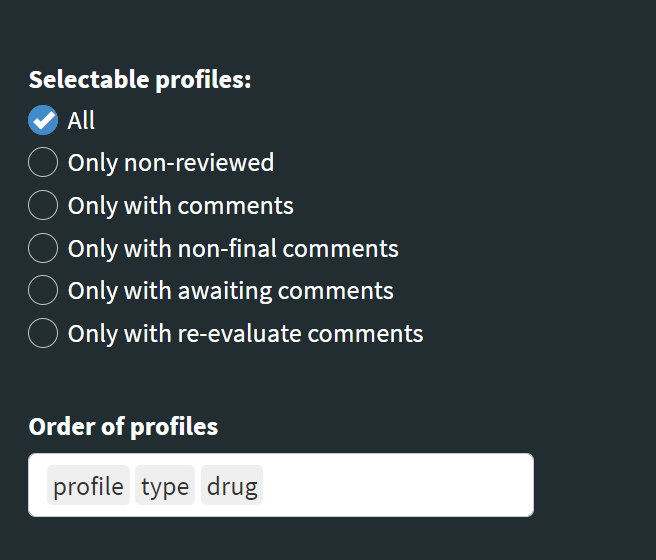 Selectable profiles:
All
Only non-reviewed
Only with comments
Only with non-final comments
Only with awaiting comments
Only with re-evaluate comments
Order of profiles
profile type drug